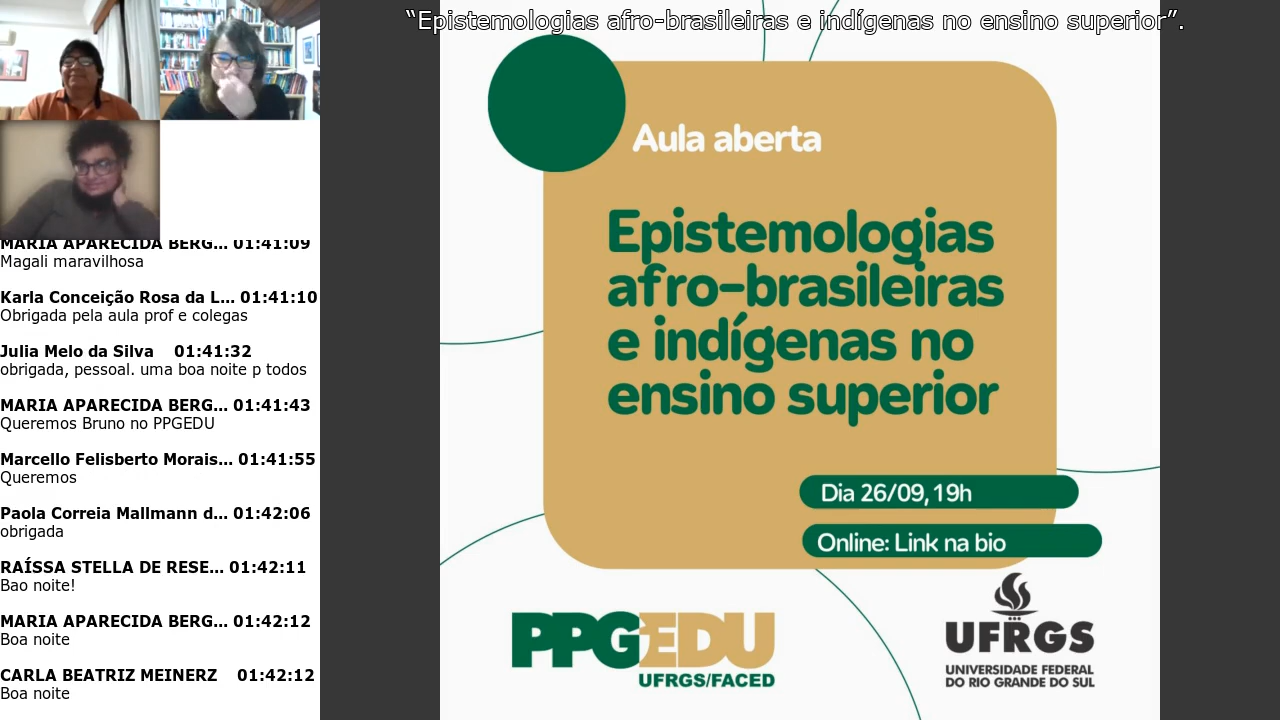 “Epistemologias afro-brasileiras e indígenas no ensino superior”.
Aula aberta
Epistemologias
afro-brasileiras
e indígenas no
ensino superior
Dia 26/09, 19h
Online: Link na bio
PPGEDU
UFRGS/FACED
UFRGS
UNIVERSIDADE FEDERAL
DO RIO GRANDE DO SUL
MARIA APARECIDA BERG... 01:41:09
Magali maravilhosa
Karla Conceição Rosa da L... 01:41:10
Obrigada pela aula prof e colegas
Julia Melo da Silva 01:41:32
obrigada, pessoal. uma boa noite p todos
MARIA APARECIDA BERG... 01:41:43
Queremos Bruno no PPGEDU
Marcello Felisberto Morais... 01:41:55
Queremos
Paola Correia Mallmann d... 01:42:06
obrigada
RAÍSSA STELLA DE RESE... 01:42:11
Bao noite!
MARIA APARECIDA BERG... 01:42:12
Boa noite
CARLA BEATRIZ MEINERZ 01:42:12
Boa noite